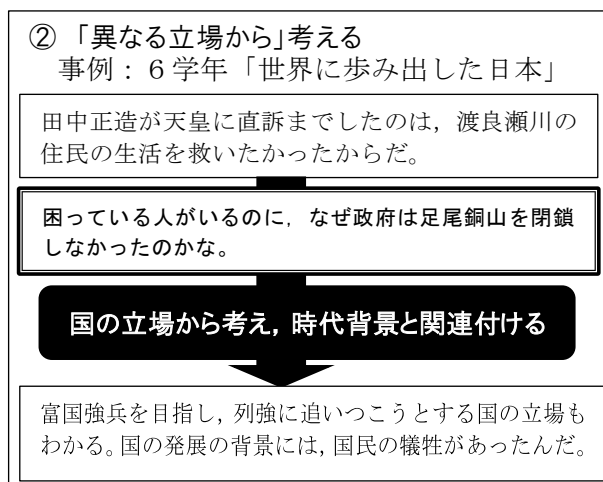 ② 「異なる立場から」考える
事例：６学年「世界に歩み出した日本」
田中正造が天皇に直訴までしたのは，渡良瀬川の
住民の生活を救いたかったからだ。
困っている人がいるのに，なぜ政府は足尾銅山を閉鎖
しなかったのかな。
国の立場から考え，時代背景と関連付ける
富国強兵を目指し，列強に追いつこうとする国の立場も
わかる。国の発展の背景には，国民の犠牲があったんだ。